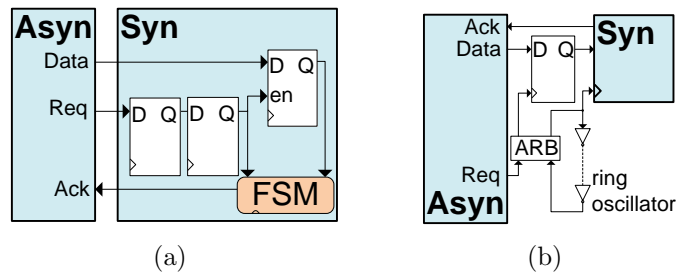 Asyn
Syn
Data
D Q
en
Req
D Q
D Q
Ack
FSM
(a)
Ack
Data
D Q
Syn
ARB
Req
Asyn
ring
oscillator
(b)